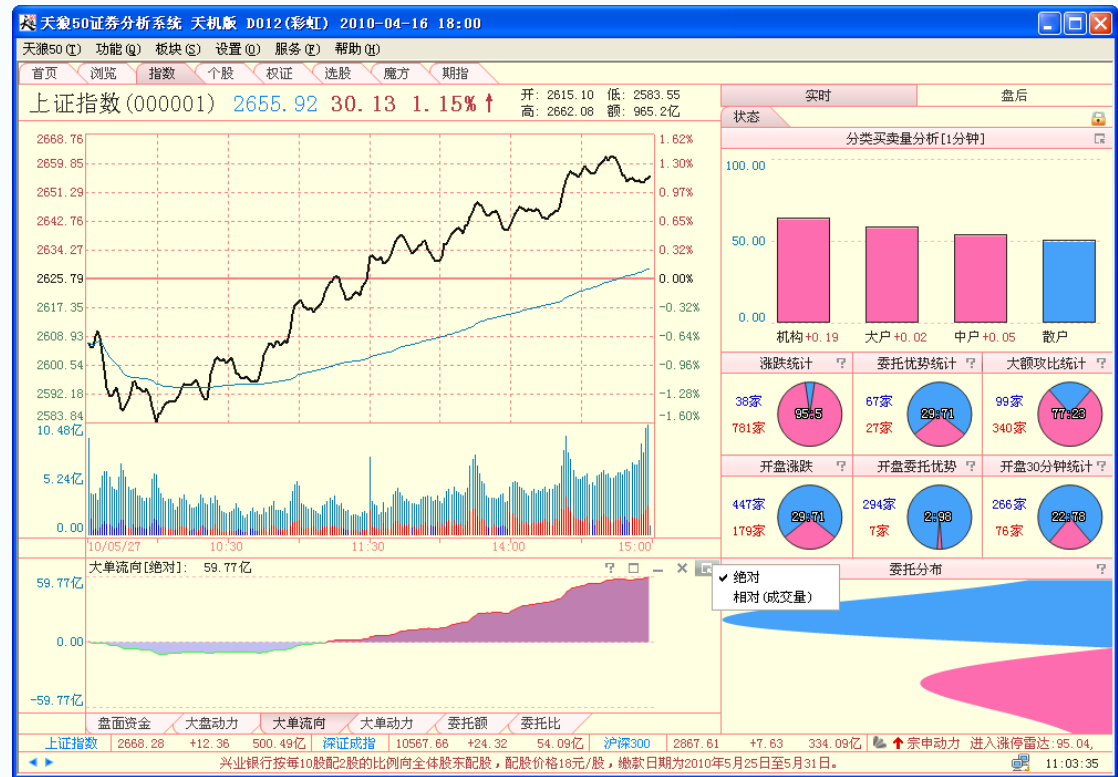 天狼50证券分析系统 天机版 D012(彩虹) 2010-04-16 18:00
天狼50(T) 功能(Q) 板块(S) 设置(O) 服务(P) 帮助(H)
首页 浏览 指数 个股 权证 选股 魔方 期指
上证指数(000001) 2655.92 30.13 1.15%↑ 开: 2615.10 低: 2583.55
高: 2662.08 额: 965.2亿
实时 盘后
状态
分类买卖量分析[1分钟]
2668.76 1.62%
2659.85 1.30%
2651.29 0.97%
2642.76 0.65%
2634.27 0.32%
2625.79 0.00%
2617.35 -0.32%
2608.93 -0.64%
2600.54 -0.96%
2592.18 -1.28%
2583.84 -1.60%
10.48亿
5.24亿
0.00
10/05/27 10:30 11:30 14:00 15:00
100.00
50.00
0.00
机构+0.19 大户+0.02 中户+0.05 散户
涨跌统计 ? 委托优势统计 ? 大额攻比统计 ?
38家 95:5 67家 29:71 99家 77:23
781家 27家 340家
开盘涨跌 ? 开盘委托优势 ? 开盘30分钟统计 ?
447家 29:71 294家 2:98 266家 22:78
179家 7家 76家
大单流向[绝对]: 59.77亿 ?
59.77亿
0.00
-59.77亿
✓ 绝对
相对(成交量)
委托分布 ?
盘面资金 大盘动力 大单流向 大单动力 委托额 委托比
上证指数 2668.28 +12.36 500.49亿 深证成指 10567.66 +24.32 54.09亿 沪深300 2867.61 +7.63 334.09亿 ↑宗申动力 进入涨停雷达:95.04,
兴业银行按每10股配2股的比例向全体股东配股，配股价格18元/股，缴款日期为2010年5月25日至5月31日。 11:03:35